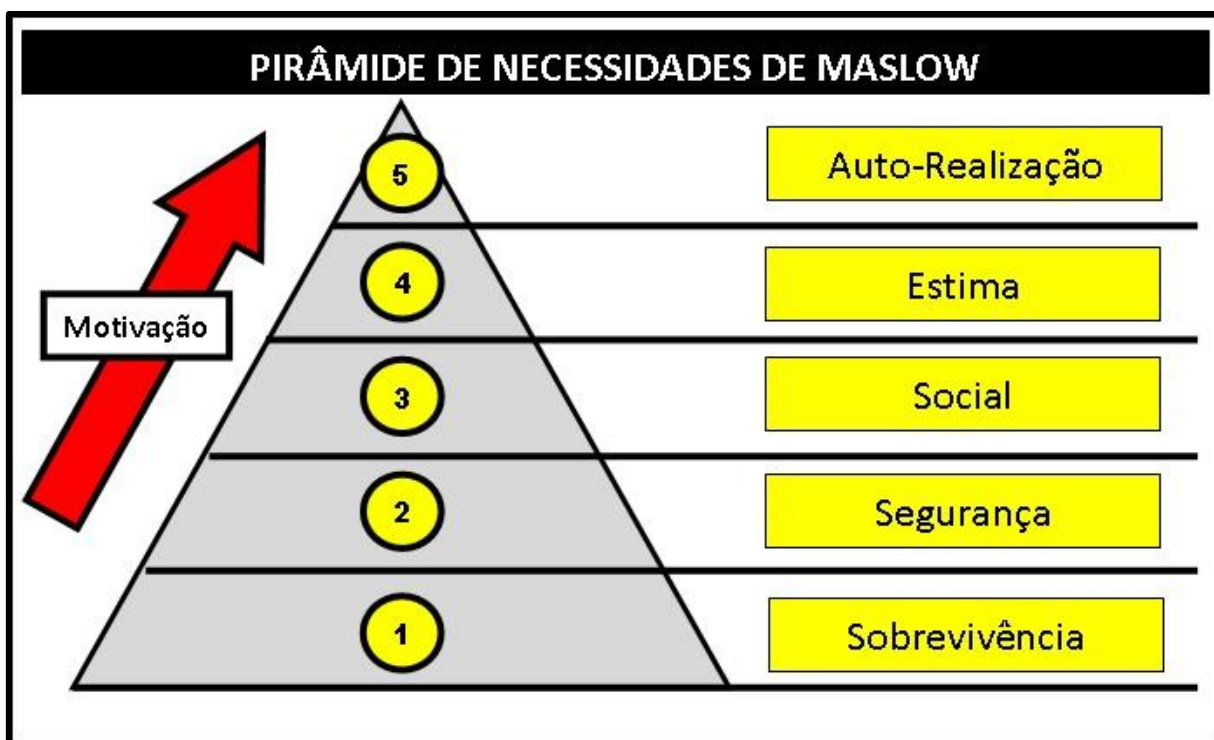 PIRÂMIDE DE NECESSIDADES DE MASLOW
5
Auto-Realização
4
Estima
Motivação
3
Social
2
Segurança
1
Sobrevivência